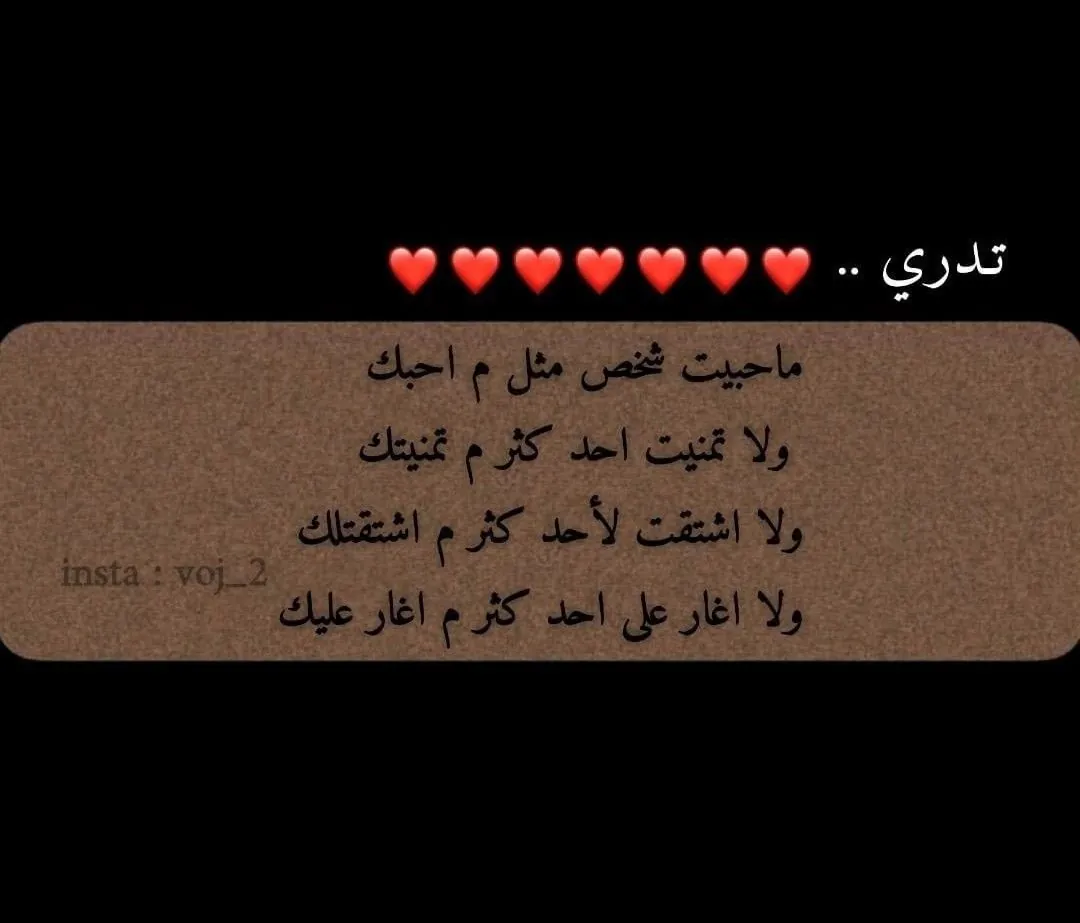 تدري .. ❤️❤️❤️❤️❤️❤️❤️
ماحبيت شخص مثل م احبك
ولا تمنيت احد كثر م تمنيتك
ولا اشتقت لأحد كثر م اشتقتلك
insta : voj_2
ولا اغار على احد كثر م اغار عليك